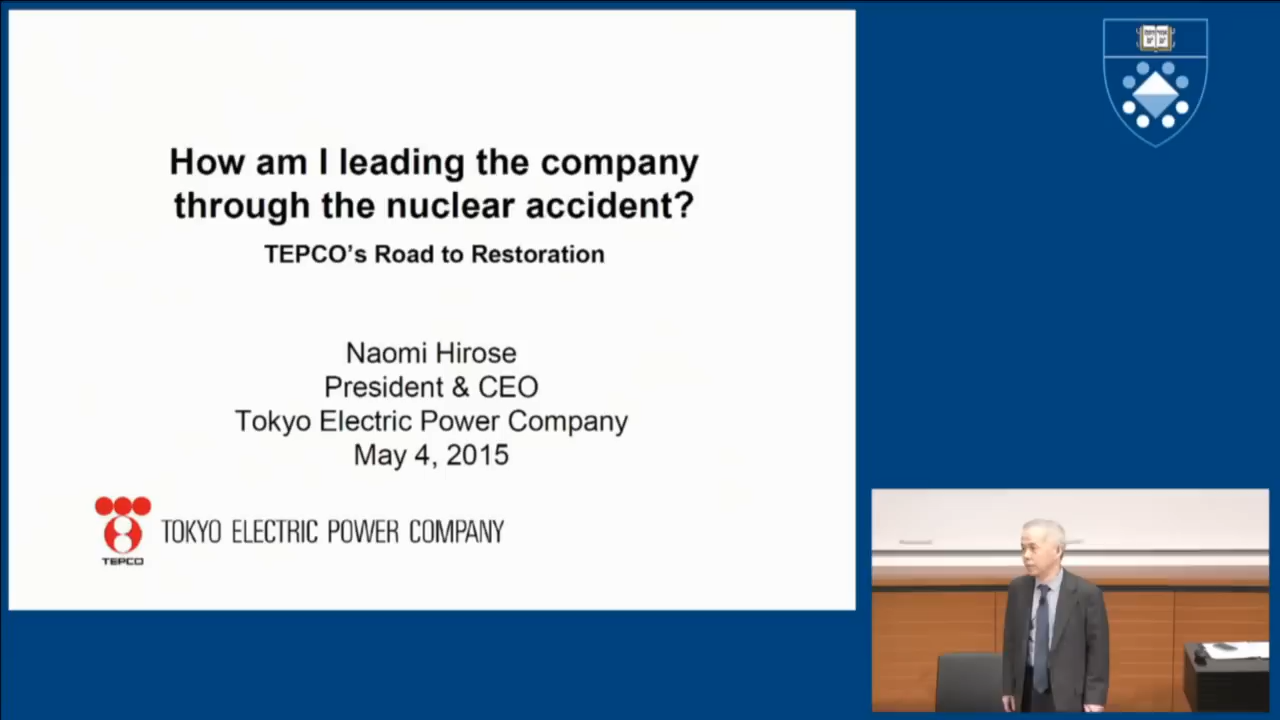 How am I leading the company
through the nuclear accident?
TEPCO's Road to Restoration
Naomi Hirose
President & CEO
Tokyo Electric Power Company
May 4, 2015
TOKYO ELECTRIC POWER COMPANY
TEPCO